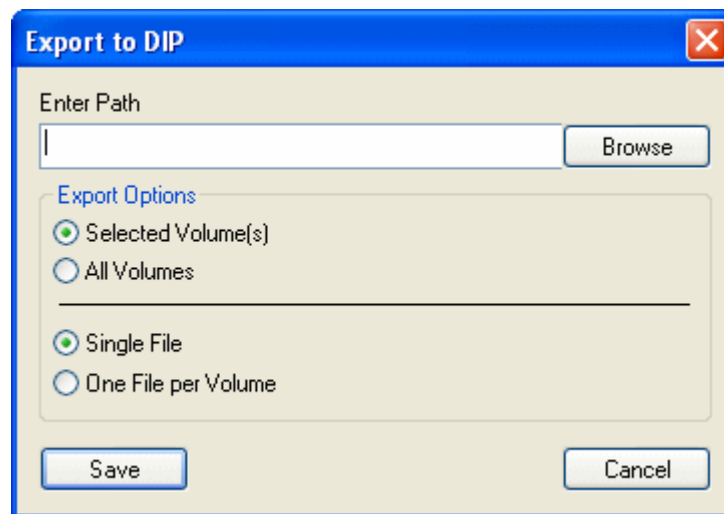 Export to DIP
Enter Path
Browse
Export Options
Selected Volume(s)
All Volumes
Single File
One File per Volume
Save Cancel